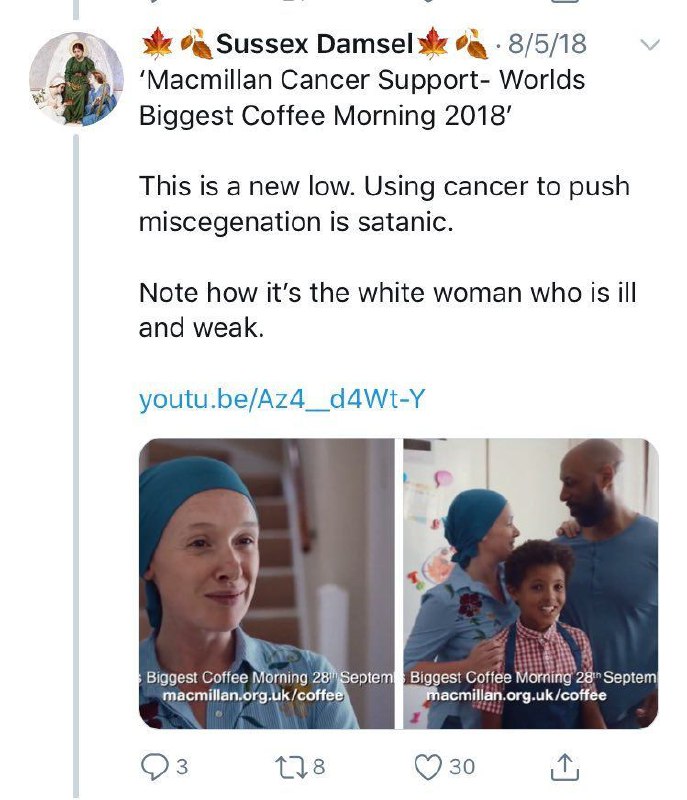 Sussex Damsel · 8/5/18
‘Macmillan Cancer Support- Worlds
Biggest Coffee Morning 2018’
This is a new low. Using cancer to push
miscegenation is satanic.
Note how it’s the white woman who is ill
and weak.
youtu.be/Az4__d4Wt-Y
s Biggest Coffee Morning 28th Septem
macmillan.org.uk/coffee
s Biggest Coffee Morning 28th Septem
macmillan.org.uk/coffee
3 8 30